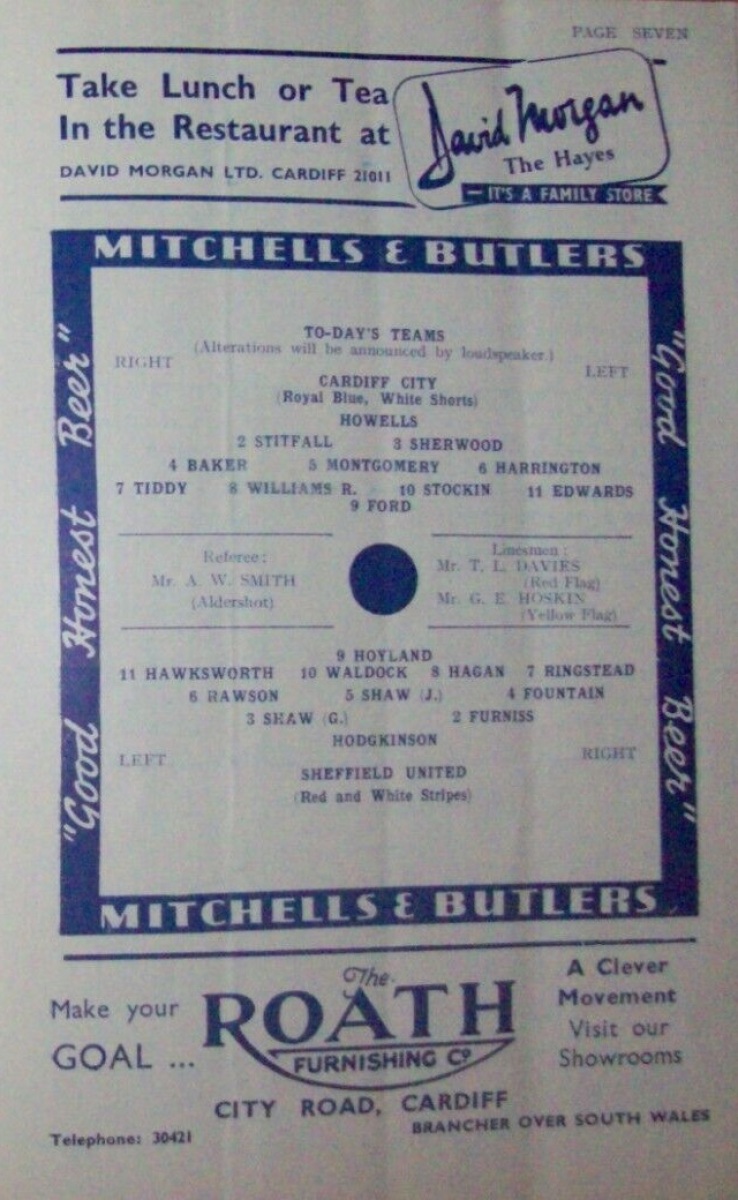 PAGE SEVEN
Take Lunch or Tea
In the Restaurant at
DAVID MORGAN LTD. CARDIFF 21011
David Morgan
The Hayes
IT'S A FAMILY STORE
MITCHELLS & BUTLERS
"Good Honest Beer"
"Good Honest Beer"
TO-DAY'S TEAMS
(Alterations will be announced by loudspeaker.)
RIGHT
LEFT
CARDIFF CITY
(Royal Blue, White Shorts)
HOWELLS
2 STITFALL 3 SHERWOOD
4 BAKER 5 MONTGOMERY 6 HARRINGTON
7 TIDDY 8 WILLIAMS R. 10 STOCKIN 11 EDWARDS
9 FORD
Referee:
Mr. A. W. SMITH
(Aldershot)
Linesmen:
Mr. T. L. DAVIES
(Red Flag)
Mr. G. E. HOSKIN
(Yellow Flag)
9 HOYLAND
11 HAWKSWORTH 10 WALDOCK 8 HAGAN 7 RINGSTEAD
6 RAWSON 5 SHAW (J.) 4 FOUNTAIN
3 SHAW (G.) 2 FURNISS
HODGKINSON
LEFT
RIGHT
SHEFFIELD UNITED
(Red and White Stripes)
MITCHELLS & BUTLERS
Make your
GOAL ...
The
ROATH
FURNISHING Co.
CITY ROAD, CARDIFF
A Clever
Movement
Visit our
Showrooms
Telephone: 30421
BRANCHER OVER SOUTH WALES